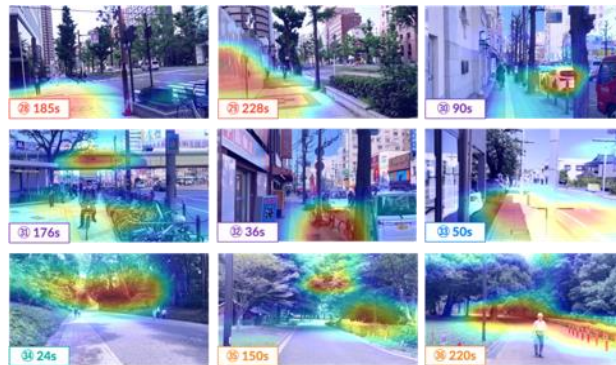 ㉘ 185s
㉙ 228s
㉚ 90s
㉛ 176s
㉜ 36s
㉝ 50s
㉞ 24s
㉟ 150s
㊱ 220s